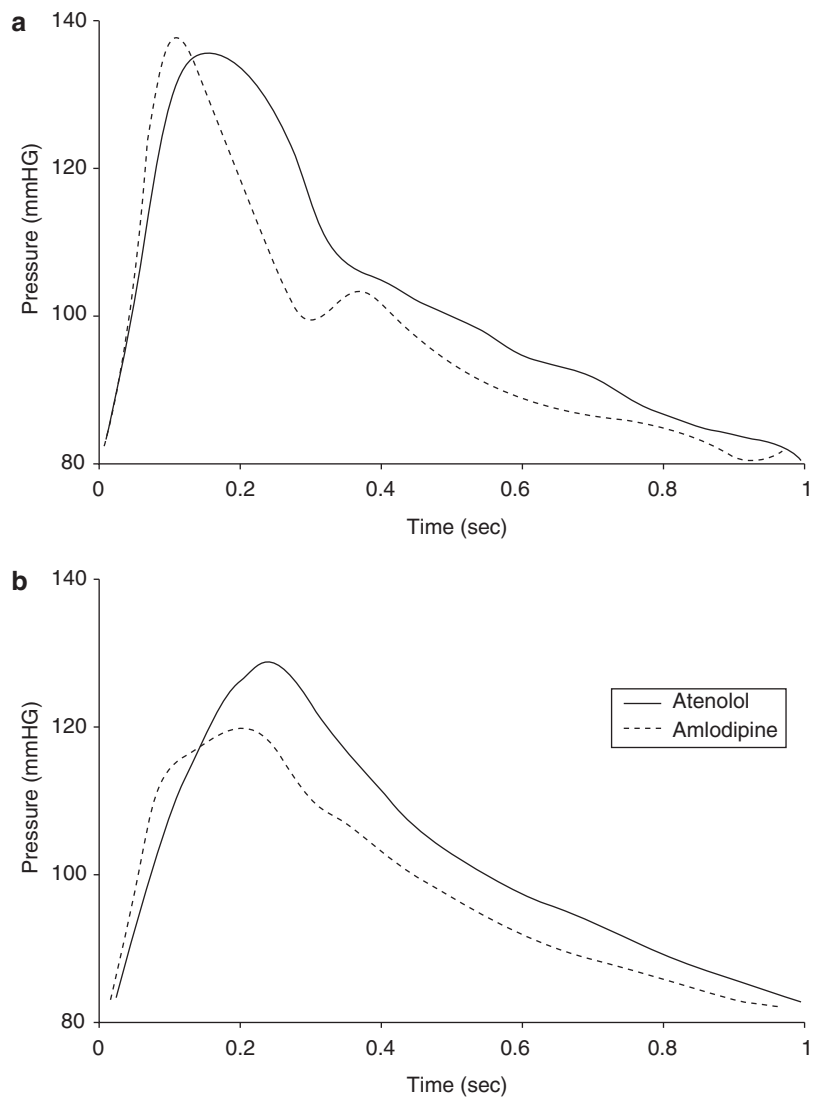 a
140
120
100
80
Pressure (mmHG)
0 0.2 0.4 0.6 0.8 1
Time (sec)
b
140
120
100
80
Pressure (mmHG)
Atenolol
Amlodipine
0 0.2 0.4 0.6 0.8 1
Time (sec)